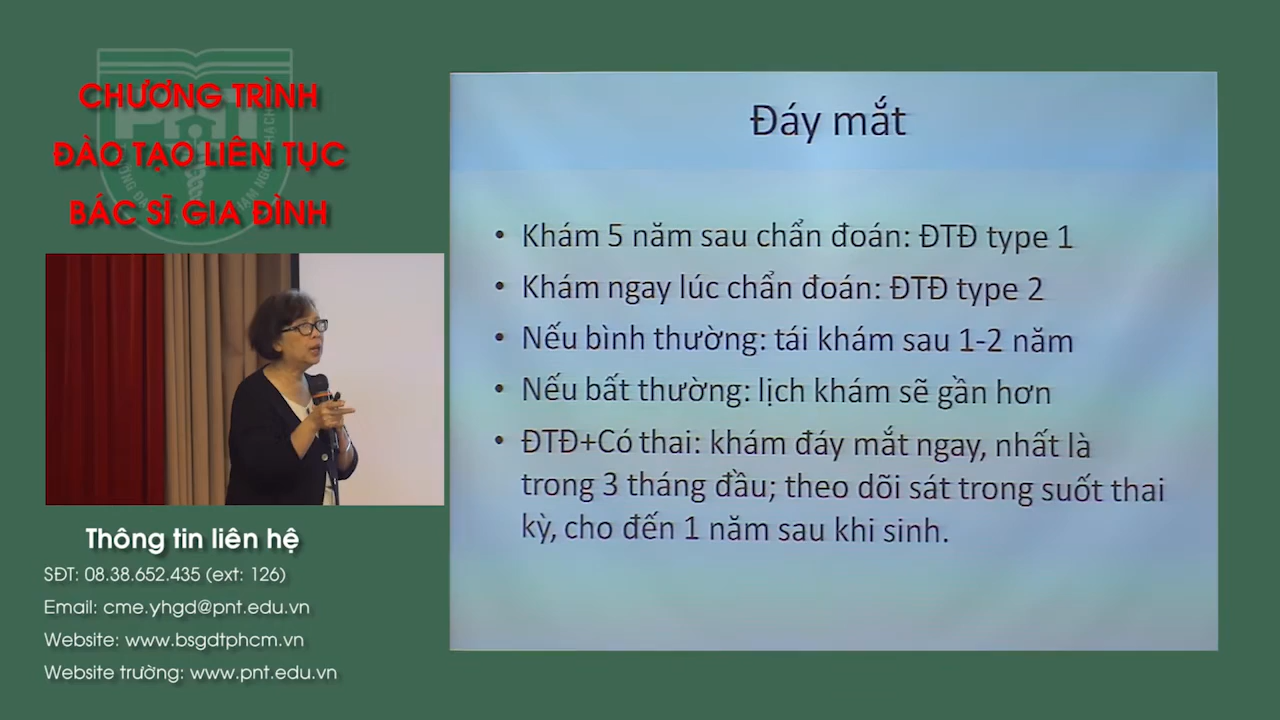 CHƯƠNG TRÌNH
ĐÀO TẠO LIÊN TỤC
BÁC SĨ GIA ĐÌNH
Thông tin liên hệ
SĐT: 08.38.652.435 (ext: 126)
Email: cme.yhgd@pnt.edu.vn
Website: www.bsgdtphcm.vn
Website trường: www.pnt.edu.vn
Đáy mắt
• Khám 5 năm sau chẩn đoán: ĐTĐ type 1
• Khám ngay lúc chẩn đoán: ĐTĐ type 2
• Nếu bình thường: tái khám sau 1-2 năm
• Nếu bất thường: lịch khám sẽ gần hơn
• ĐTĐ+Có thai: khám đáy mắt ngay, nhất là
trong 3 tháng đầu; theo dõi sát trong suốt thai
kỳ, cho đến 1 năm sau khi sinh.